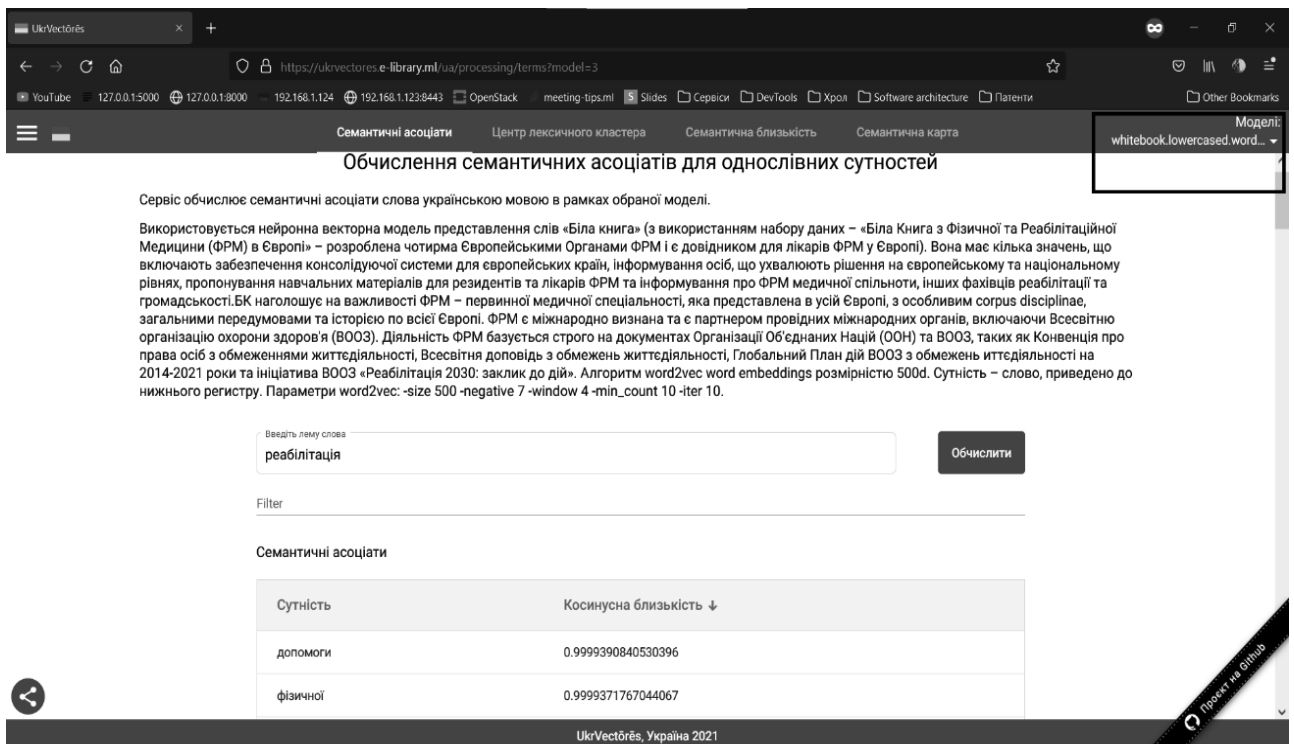 UkrVectōrēs
https://ukrvectores.e-library.ml/ua/processing/terms?model=3
YouTube 127.0.0.1:5000 127.0.0.1:8000 192.168.1.124 192.168.1.123:8443 OpenStack meeting-tips.ml Slides Сервіси DevTools Хрол Software architecture Патенти Other Bookmarks
Семантичні асоціати Центр лексичного кластера Семантична близькість Семантична карта
Моделі:
whitebook.lowercased.word...
Обчислення семантичних асоціатів для однослівних сутностей
Сервіс обчислює семантичні асоціати слова українською мовою в рамках обраної моделі.
Використовується нейронна векторна модель представлення слів «Біла книга» (з використанням набору даних – «Біла Книга з Фізичної та Реабілітаційної
Медицини (ФРМ) в Європі» – розроблена чотирма Європейськими Органами ФРМ і є довідником для лікарів ФРМ у Європі). Вона має кілька значень, що
включають забезпечення консолідуючої системи для європейських країн, інформування осіб, що ухвалюють рішення на європейському та національному
рівнях, пропонування навчальних матеріалів для резидентів та лікарів ФРМ та інформування про ФРМ медичної спільноти, інших фахівців реабілітації та
громадськості.БК наголошує на важливості ФРМ – первинної медичної спеціальності, яка представлена в усій Європі, з особливим corpus disciplinae,
загальними передумовами та історією по всієї Європі. ФРМ є міжнародно визнана та є партнером провідних міжнародних органів, включаючи Всесвітню
організацію охорони здоров'я (ВООЗ). Діяльність ФРМ базується строго на документах Організації Об'єднаних Націй (ООН) та ВООЗ, таких як Конвенція про
права осіб з обмеженнями життєдіяльності, Всесвітня доповідь з обмежень життєдіяльності, Глобальний План дій ВООЗ з обмежень иттєдіяльності на
2014-2021 роки та ініціатива ВООЗ «Реабілітація 2030: заклик до дій». Алгоритм word2vec word embeddings розмірністю 500d. Сутність – слово, приведено до
нижнього регістру. Параметри word2vec: -size 500 -negative 7 -window 4 -min_count 10 -iter 10.
Введіть лему слова
реабілітація
Обчислити
Filter
Семантичні асоціати
Сутність Косинусна близькість ↓
допомоги 0.9999390840530396
фізичної 0.9999371767044067
Проєкт на Github
UkrVectōrēs, Україна 2021